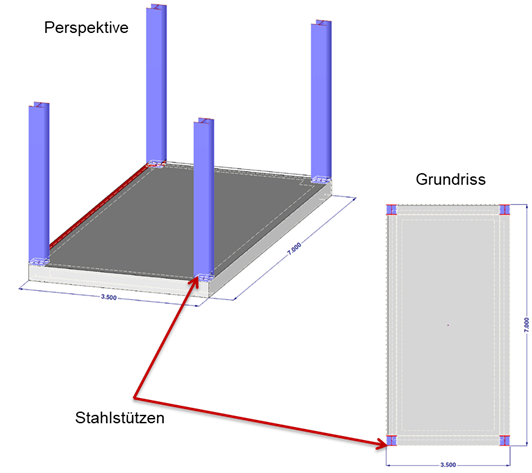 Perspektive
Grundriss
7.000
3.500
7.000
Stahlstützen
3.500